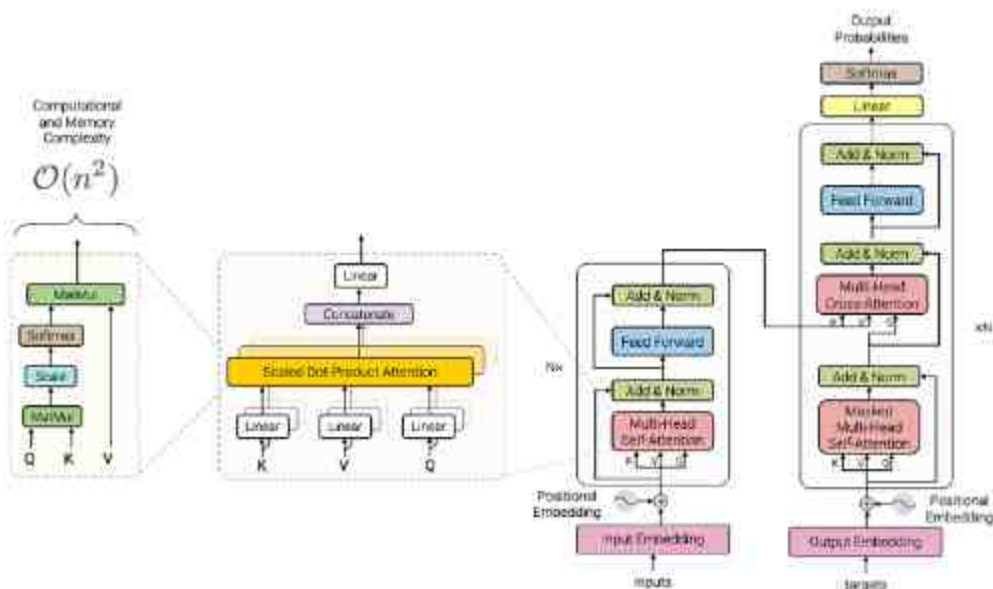 Computational
and Memory
Complexity
O(n²)
MatMul
Softmax
Scale
MatMul
Q K V
Linear
Concatenate
Scaled Dot-Product Attention
Linear Linear Linear
K V Q
Add & Norm
Feed Forward
Nx
Add & Norm
Multi-Head
Self-Attention
K V Q
Positional
Embedding
Input Embedding
Inputs
Output
Probabilities
Softmax
Linear
Add & Norm
Feed Forward
Add & Norm
Multi-Head
Cross-Attention
K V Q
xN
Add & Norm
Masked
Multi-Head
Self-Attention
K V Q
Positional
Embedding
Output Embedding
targets